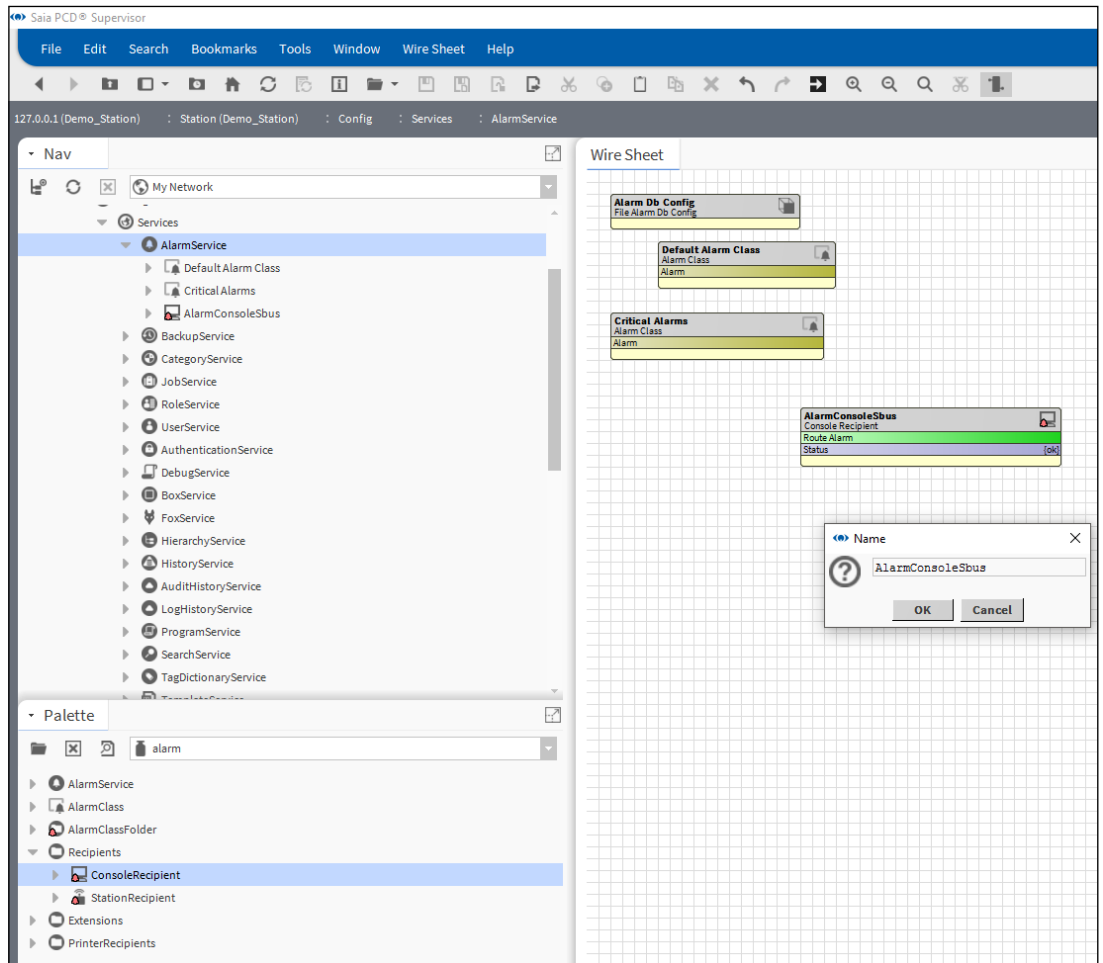 Saia PCD® Supervisor
File Edit Search Bookmarks Tools Window Wire Sheet Help
127.0.0.1 (Demo_Station) : Station (Demo_Station) : Config : Services : AlarmService
Nav
My Network
Services
AlarmService
Default Alarm Class
Critical Alarms
AlarmConsoleSbus
BackupService
CategoryService
JobService
RoleService
UserService
AuthenticationService
DebugService
BoxService
FoxService
HierarchyService
HistoryService
AuditHistoryService
LogHistoryService
ProgramService
SearchService
TagDictionaryService
Palette
alarm
AlarmService
AlarmClass
AlarmClassFolder
Recipients
ConsoleRecipient
StationRecipient
Extensions
PrinterRecipients
Wire Sheet
Alarm Db Config
File Alarm Db Config
Default Alarm Class
Alarm Class
Alarm
Critical Alarms
Alarm Class
Alarm
AlarmConsoleSbus
Console Recipient
Route Alarm
Status {ok}
Name
AlarmConsoleSbus
OK Cancel